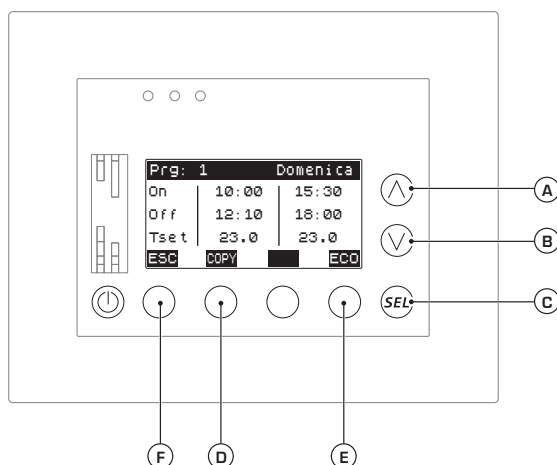 Prg: 1 Domenica
On 10:00 15:30
Off 12:10 18:00
Tset 23.0 23.0
ESC COPY ECO
A
B
SEL C
F D E